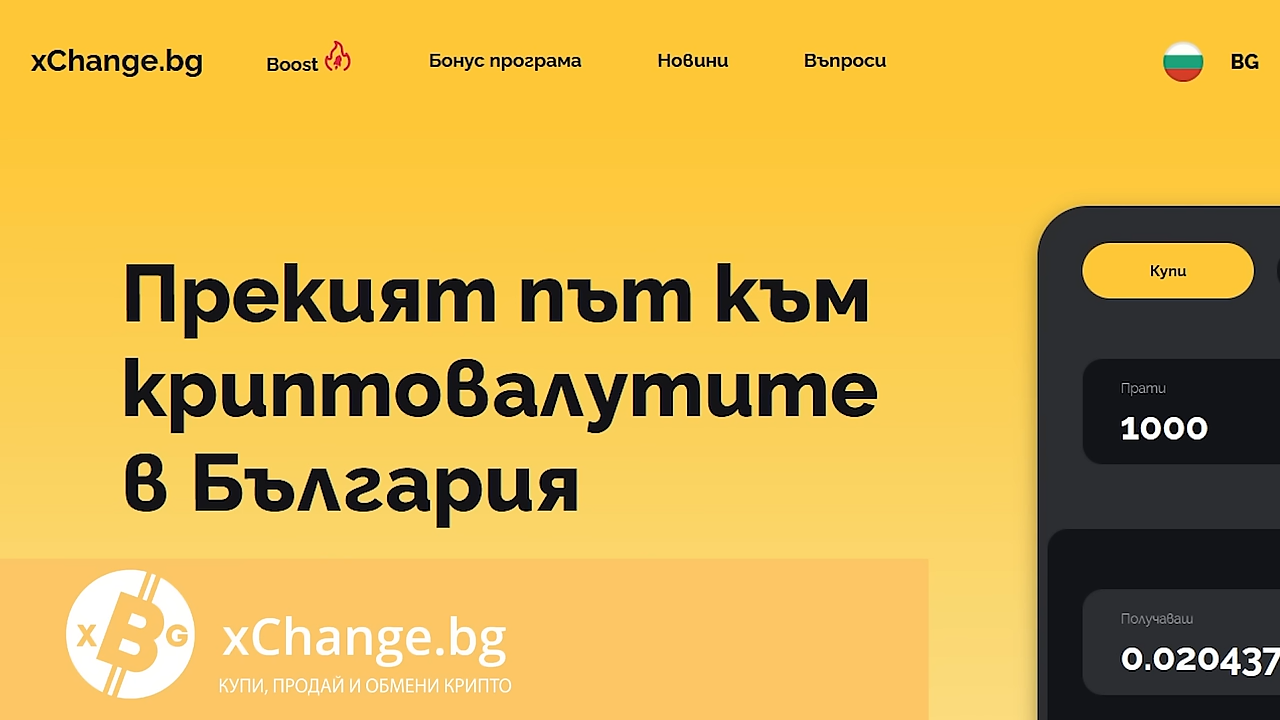 xChange.bg Boost Бонус програма Новини Въпроси BG
Прекият път към
криптовалутите
в България
Купи
Прати
1000
Получаваш
0.020437
xBG
xChange.bg
КУПИ, ПРОДАЙ И ОБМЕНИ КРИПТО